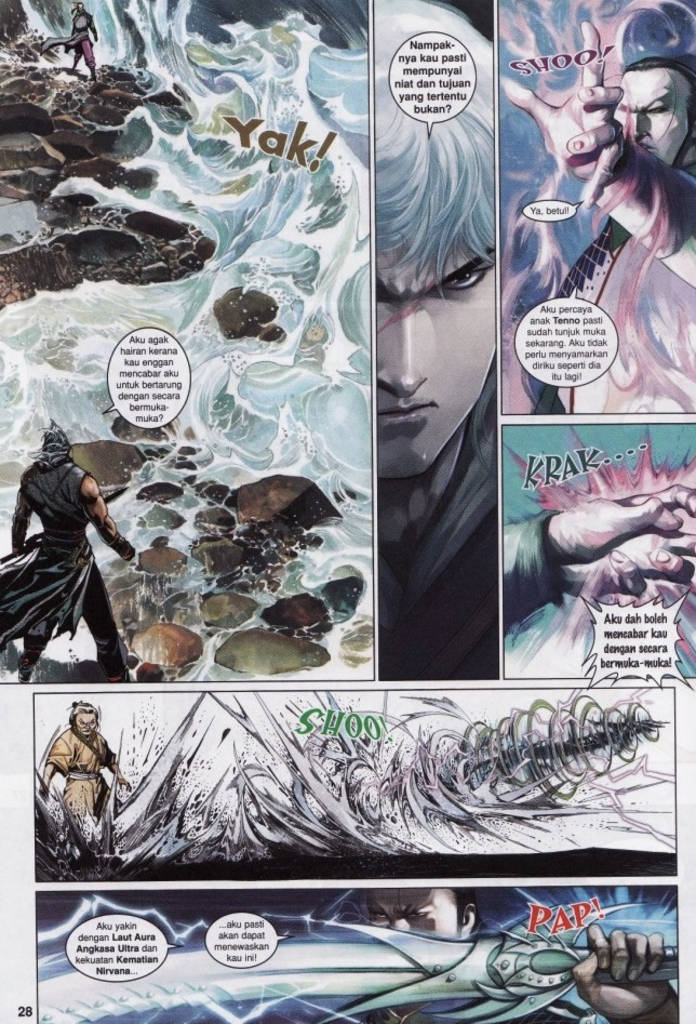 Yak!
Aku agak
hairan kerana
kau enggan
mencabar aku
untuk bertarung
dengan secara
bermuka-
muka?
Nampak-
nya kau pasti
mempunyai
niat dan tujuan
yang tertentu
bukan?
SHOO!
Ya, betul!
Aku percaya
anak Tenno pasti
sudah tunjuk muka
sekarang. Aku tidak
perlu menyamarkan
diriku seperti dia
itu lagi!
KRAK....
Aku dah boleh
mencabar kau
dengan secara
bermuka-muka!
SHOO!
Aku yakin
dengan Laut Aura
Angkasa Ultra dan
kekuatan Kematian
Nirvana...
...aku pasti
akan dapat
menewaskan
kau ini!
PAP!
28